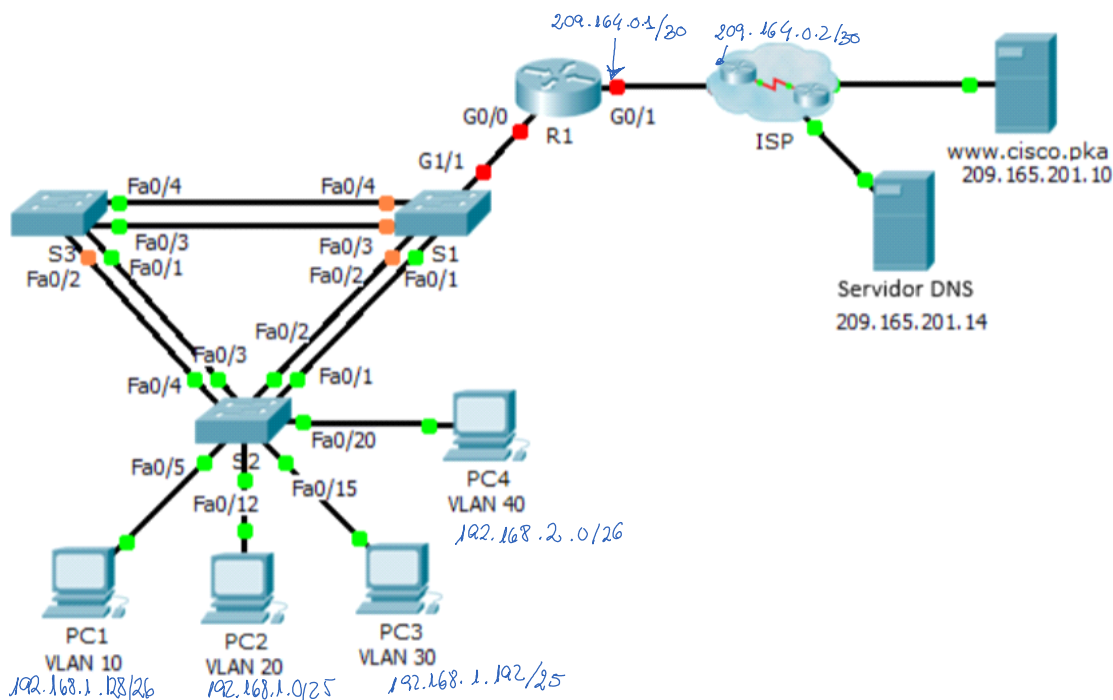 209.164.0.1/30
209.164.0.2/30
G0/0
R1
G0/1
ISP
www.cisco.pka
209.165.201.10
G1/1
Fa0/4
Fa0/4
Fa0/3
Fa0/3
S3
S1
Fa0/1
Fa0/2
Fa0/2
Fa0/1
Servidor DNS
209.165.201.14
Fa0/2
Fa0/3
Fa0/1
Fa0/4
Fa0/20
S2
Fa0/5
Fa0/15
Fa0/12
PC4
VLAN 40
192.168.2.0/26
PC1
VLAN 10
192.168.1.128/26
PC2
VLAN 20
192.168.1.0/25
PC3
VLAN 30
192.168.1.192/25